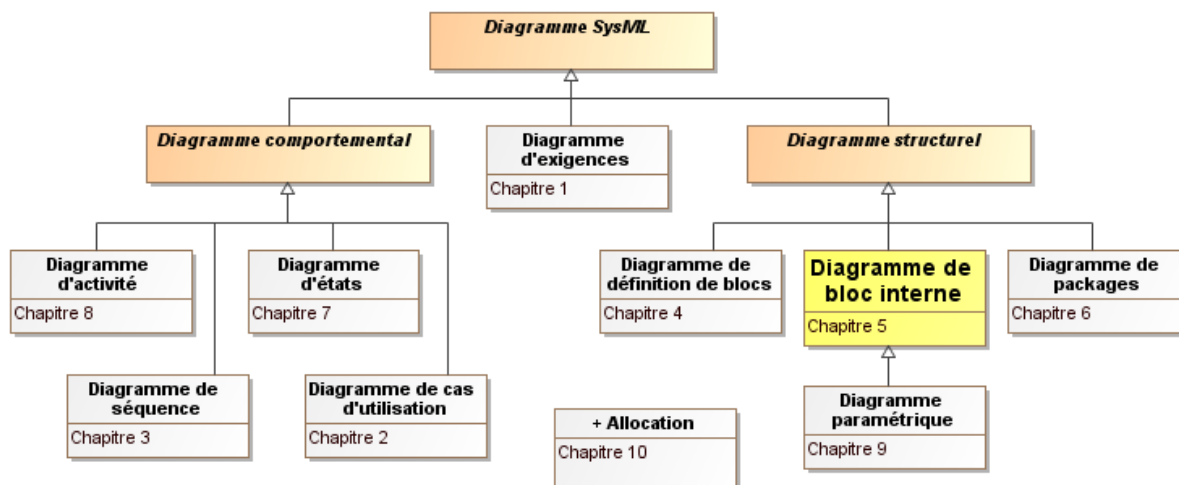 Diagramme SysML
Diagramme comportemental
Diagramme
d'exigences
Chapitre 1
Diagramme structurel
Diagramme
d'activité
Chapitre 8
Diagramme
d'états
Chapitre 7
Diagramme de
définition de blocs
Chapitre 4
Diagramme de
bloc interne
Chapitre 5
Diagramme de
packages
Chapitre 6
Diagramme de
séquence
Chapitre 3
Diagramme de cas
d'utilisation
Chapitre 2
+ Allocation
Chapitre 10
Diagramme
paramétrique
Chapitre 9